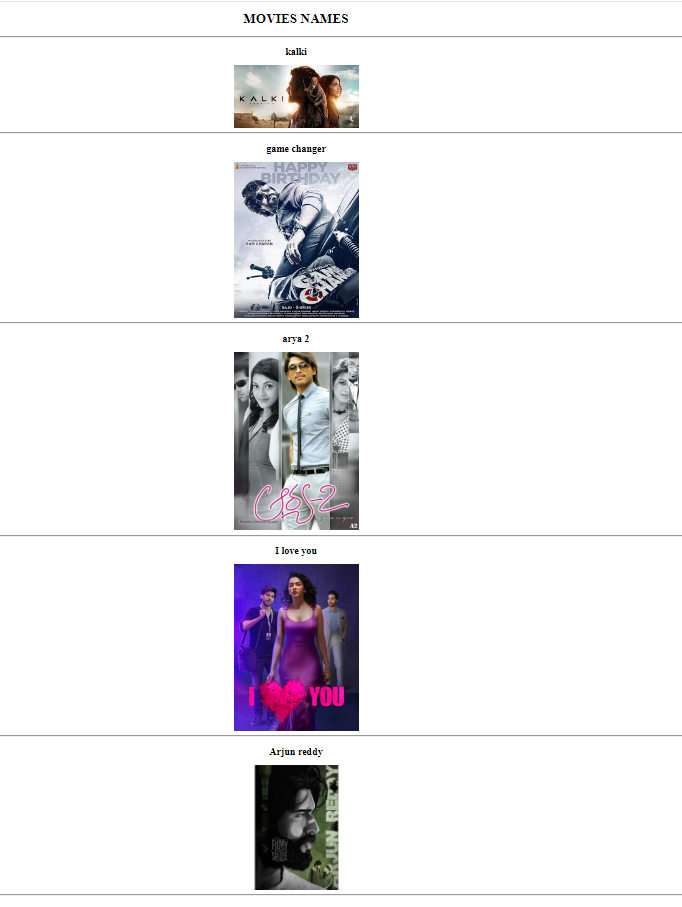 MOVIES NAMES
kalki
KALKI
game changer
HAPPY
BIRTHDAY
RAM CHARAN
GAME
CHANGER
arya 2
ఆర్య-2
I love you
I YOU
Arjun reddy
ARJUN REDDY